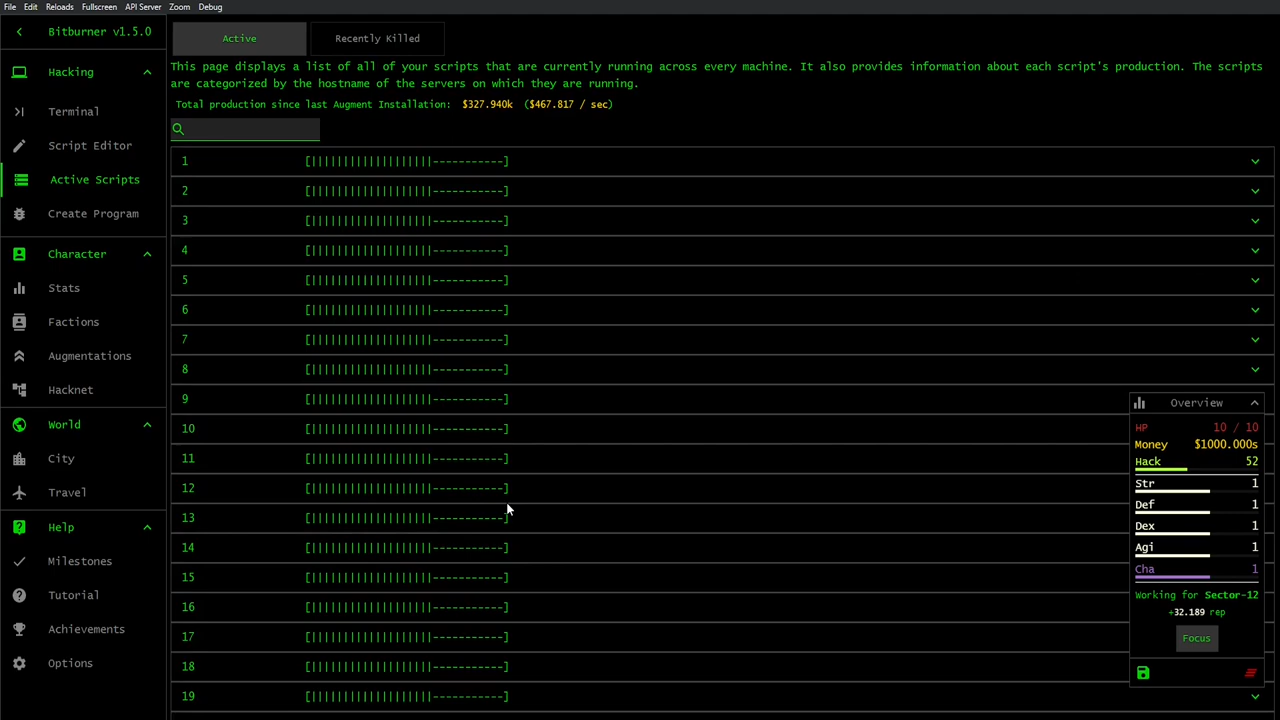 File Edit Reloads Fullscreen API Server Zoom Debug
Bitburner v1.5.0
Hacking
Terminal
Script Editor
Active Scripts
Create Program
Character
Stats
Factions
Augmentations
Hacknet
World
City
Travel
Help
Milestones
Tutorial
Achievements
Options
Active
Recently Killed
This page displays a list of all of your scripts that are currently running across every machine. It also provides information about each script's production. The scripts
are categorized by the hostname of the servers on which they are running.
Total production since last Augment Installation: $327.940k ($467.817 / sec)
1 [|||||||||||||||||||-----------]
2 [|||||||||||||||||||-----------]
3 [|||||||||||||||||||-----------]
4 [|||||||||||||||||||-----------]
5 [|||||||||||||||||||-----------]
6 [|||||||||||||||||||-----------]
7 [|||||||||||||||||||-----------]
8 [|||||||||||||||||||-----------]
9 [|||||||||||||||||||-----------]
10 [|||||||||||||||||||-----------]
11 [|||||||||||||||||||-----------]
12 [|||||||||||||||||||-----------]
13 [|||||||||||||||||||-----------]
14 [|||||||||||||||||||-----------]
15 [|||||||||||||||||||-----------]
16 [|||||||||||||||||||-----------]
17 [|||||||||||||||||||-----------]
18 [|||||||||||||||||||-----------]
19 [|||||||||||||||||||-----------]
Overview
HP 10 / 10
Money $1000.000s
Hack 52
Str 1
Def 1
Dex 1
Agi 1
Cha 1
Working for Sector-12
+32.189 rep
Focus